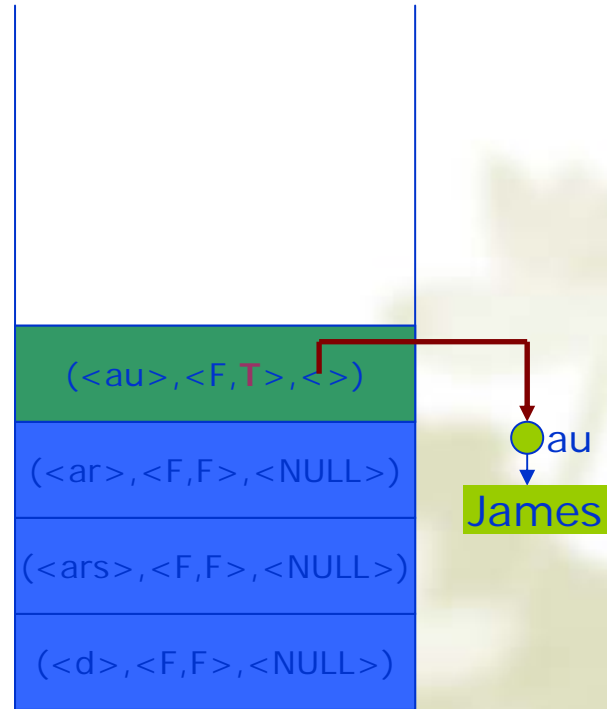 (<au>,<F,T>,<>)
au
(<ar>,<F,F>,<NULL>)
James
(<ars>,<F,F>,<NULL>)
(<d>,<F,F>,<NULL>)